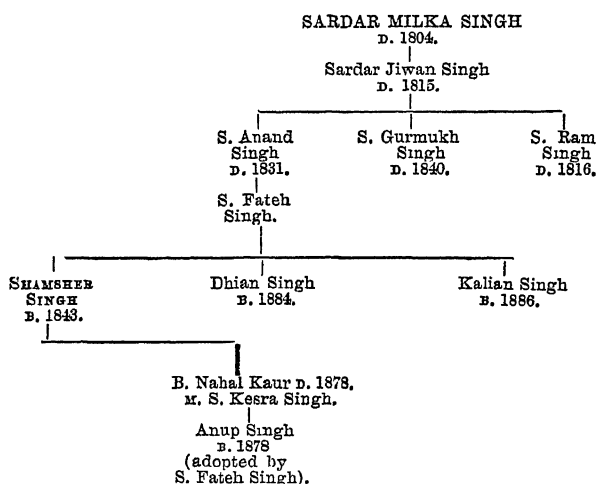 SARDAR MILKA SINGH
D. 1804.
Sardar Jiwan Singh
D. 1815.
S. Anand
Singh
D. 1831.
S. Gurmukh
Singh
D. 1840.
S. Ram
Singh
D. 1816.
S. Fateh
Singh.
SHAMSHER
SINGH
B. 1843.
Dhian Singh
B. 1884.
Kalian Singh
B. 1886.
B. Nahal Kaur D. 1878.
M. S. Kesra Singh.
Anup Singh
B. 1878
(adopted by
S. Fateh Singh).